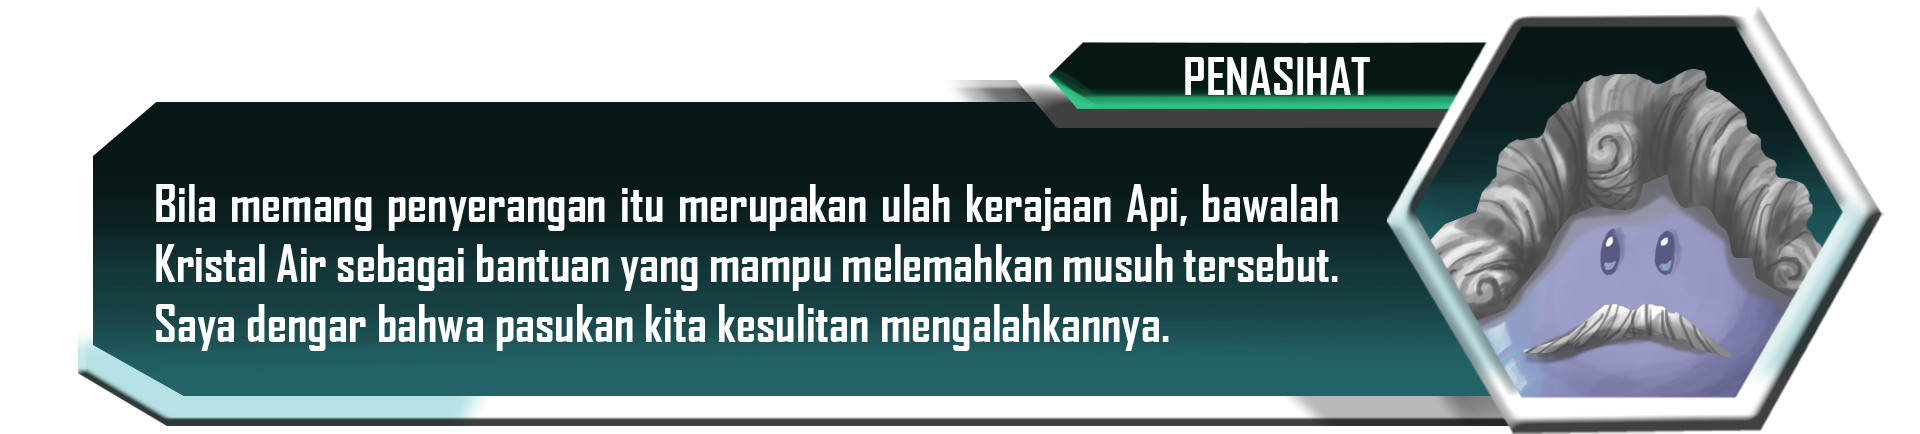 PENASIHAT
Bila memang penyerangan itu merupakan ulah kerajaan Api, bawalah
Kristal Air sebagai bantuan yang mampu melemahkan musuh tersebut.
Saya dengar bahwa pasukan kita kesulitan mengalahkannya.